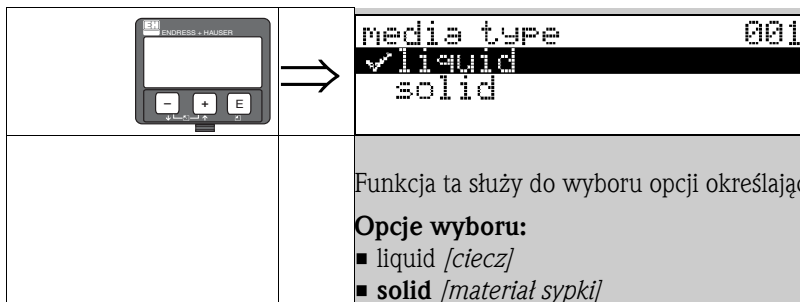 EH
ENDRESS + HAUSER
- + E
media type 001
✓liquid
solid
Funkcja ta służy do wyboru opcji określając
Opcje wyboru:
▪ liquid [ciecz]
▪ solid [materiał sypki]